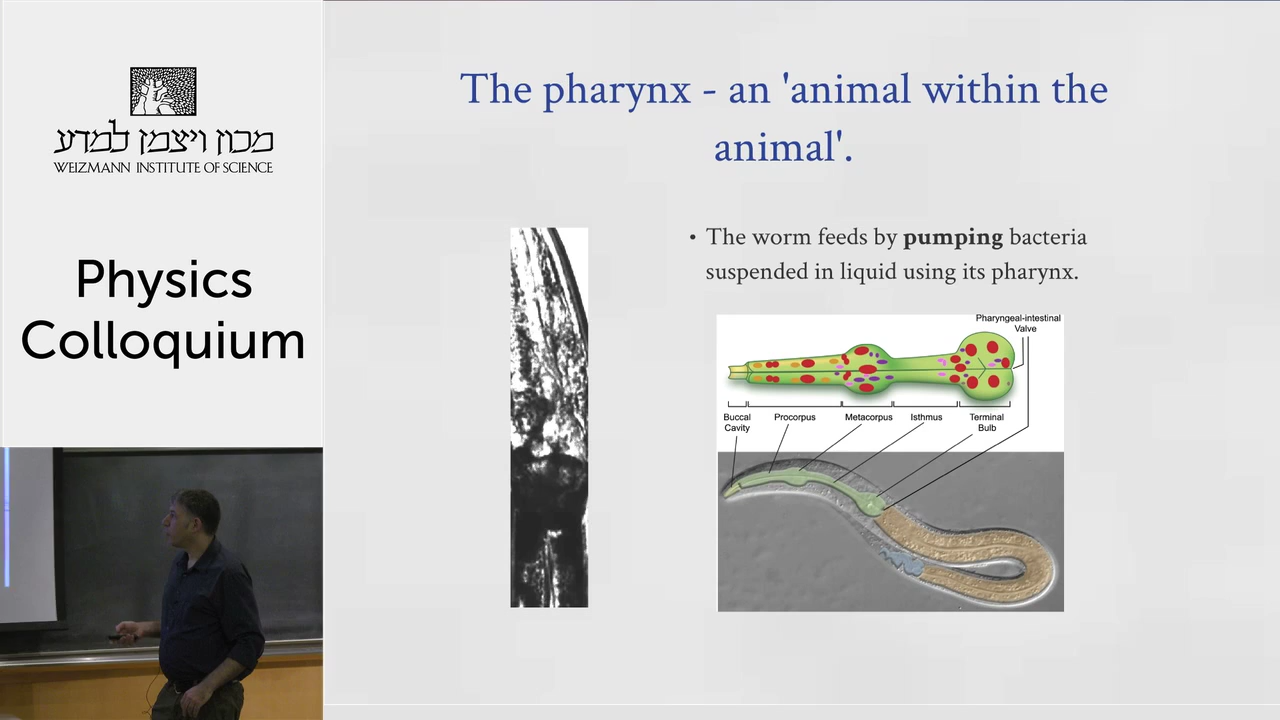 מכון ויצמן למדע
WEIZMANN INSTITUTE OF SCIENCE
Physics
Colloquium
The pharynx - an 'animal within the
animal'.
• The worm feeds by pumping bacteria
suspended in liquid using its pharynx.
Pharyngeal-intestinal
Valve
Buccal
Cavity
Procorpus
Metacorpus
Isthmus
Terminal
Bulb